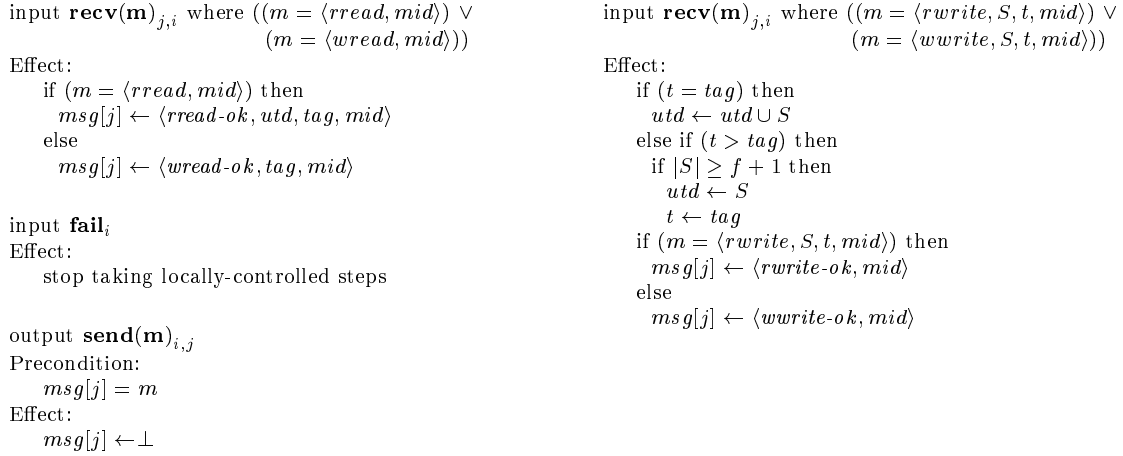 input recv(m)_{j,i} where ((m = ⟨rread, mid⟩) ∨
(m = ⟨wread, mid⟩))
Effect:
if (m = ⟨rread, mid⟩) then
msg[j] ← ⟨rread-ok, utd, tag, mid⟩
else
msg[j] ← ⟨wread-ok, tag, mid⟩
input fail_i
Effect:
stop taking locally-controlled steps
output send(m)_{i,j}
Precondition:
msg[j] = m
Effect:
msg[j] ←⊥
input recv(m)_{j,i} where ((m = ⟨rwrite, S, t, mid⟩) ∨
(m = ⟨wwrite, S, t, mid⟩))
Effect:
if (t = tag) then
utd ← utd ∪ S
else if (t > tag) then
if |S| ≥ f + 1 then
utd ← S
t ← tag
if (m = ⟨rwrite, S, t, mid⟩) then
msg[j] ← ⟨rwrite-ok, mid⟩
else
msg[j] ← ⟨wwrite-ok, mid⟩